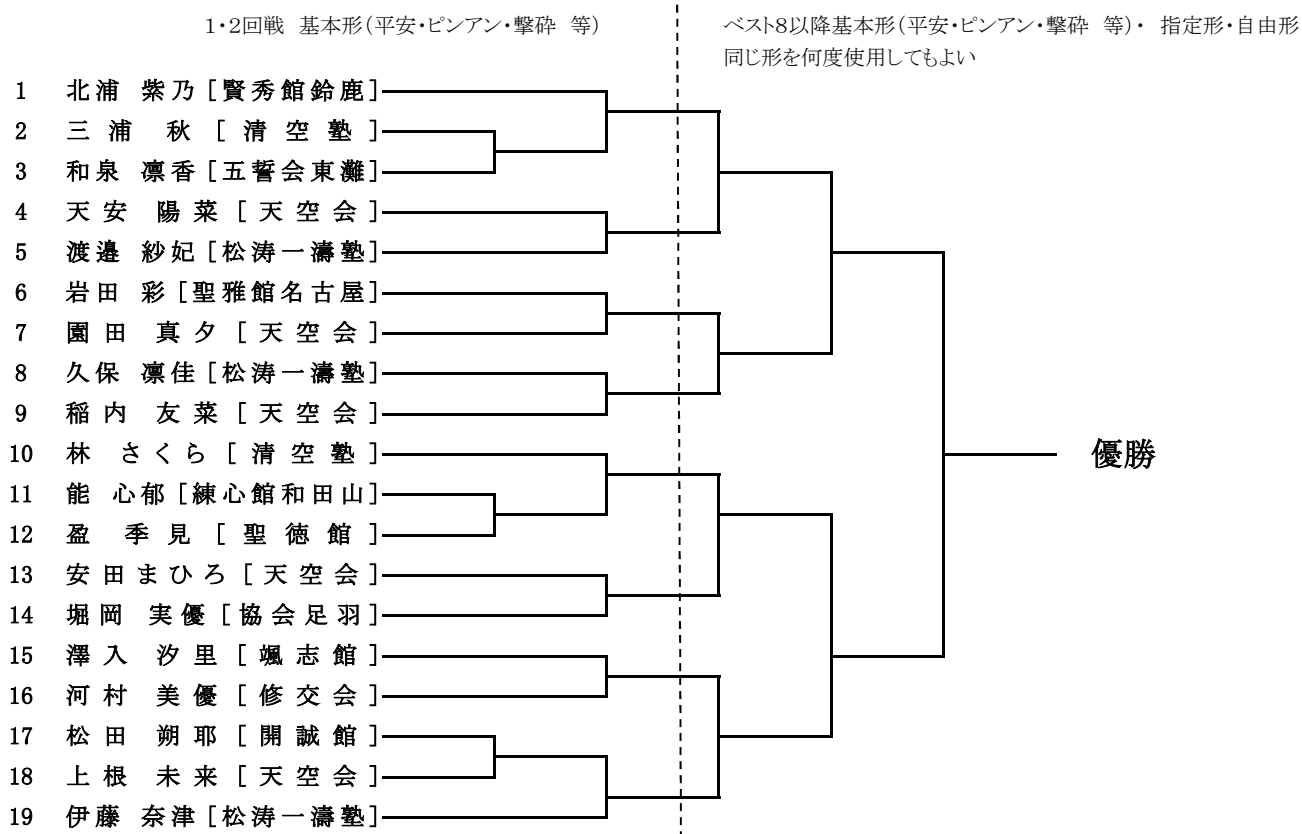 1・2回戦 基本形(平安・ピンアン・撃砕 等)
ベスト8以降基本形(平安・ピンアン・撃砕 等)・ 指定形・自由形
同じ形を何度使用してもよい
1 北浦 紫乃[賢秀館鈴鹿]
2 三浦 秋[清空塾]
3 和泉 凛香[五誓会東灘]
4 天安 陽菜[天空会]
5 渡邉 紗妃[松涛一濤塾]
6 岩田 彩[聖雅館名古屋]
7 園田 真夕[天空会]
8 久保 凛佳[松涛一濤塾]
9 稲内 友菜[天空会]
10 林 さくら[清空塾]
11 能 心郁[練心館和田山]
12 盈 季見[聖徳館]
13 安田まひろ[天空会]
14 堀岡 実優[協会足羽]
15 澤入 汐里[颯志館]
16 河村 美優[修交会]
17 松田 朔耶[開誠館]
18 上根 未来[天空会]
19 伊藤 奈津[松涛一濤塾]
優勝